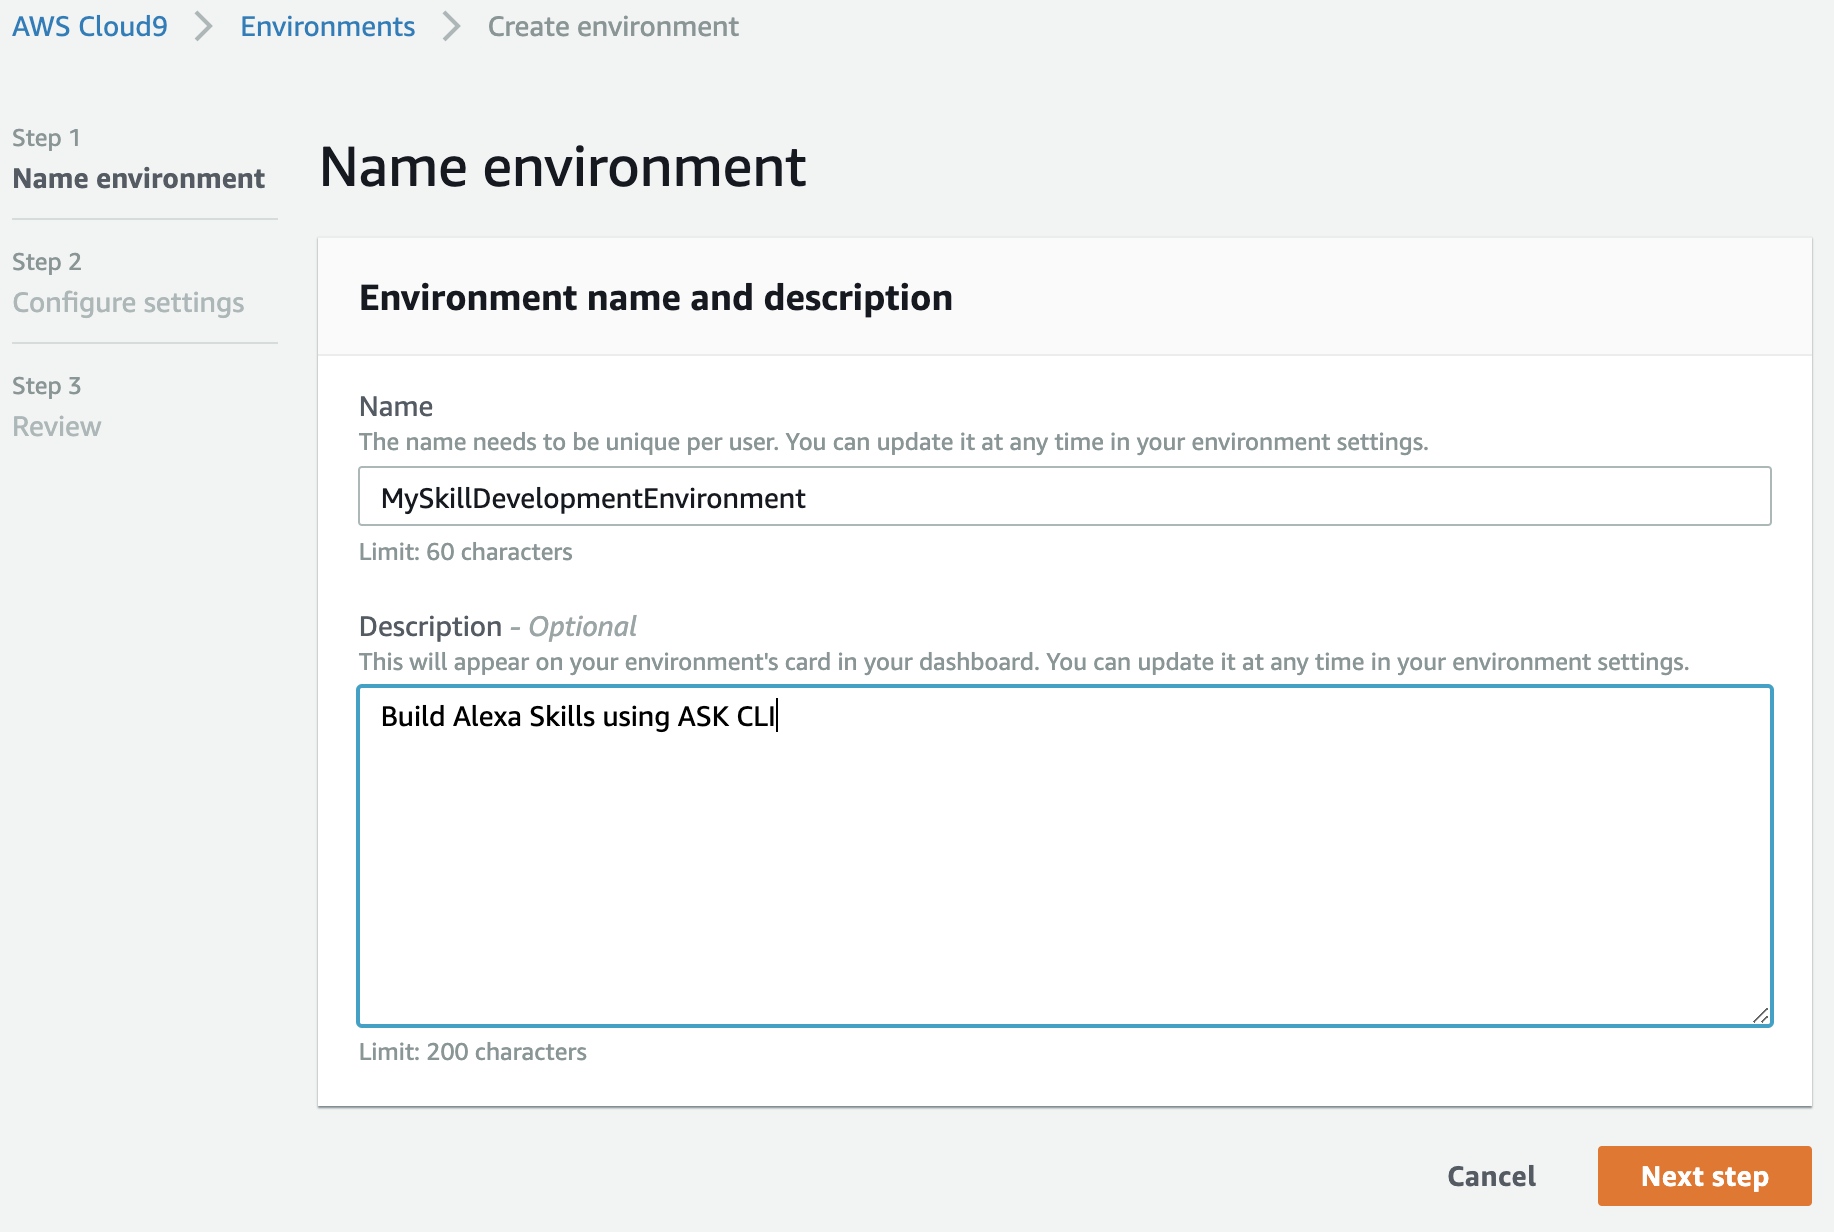 AWS Cloud9 > Environments > Create environment
Step 1
Name environment
Step 2
Configure settings
Step 3
Review
Name environment
Environment name and description
Name
The name needs to be unique per user. You can update it at any time in your environment settings.
MySkillDevelopmentEnvironment
Limit: 60 characters
Description - Optional
This will appear on your environment's card in your dashboard. You can update it at any time in your environment settings.
Build Alexa Skills using ASK CLI
Limit: 200 characters
Cancel
Next step